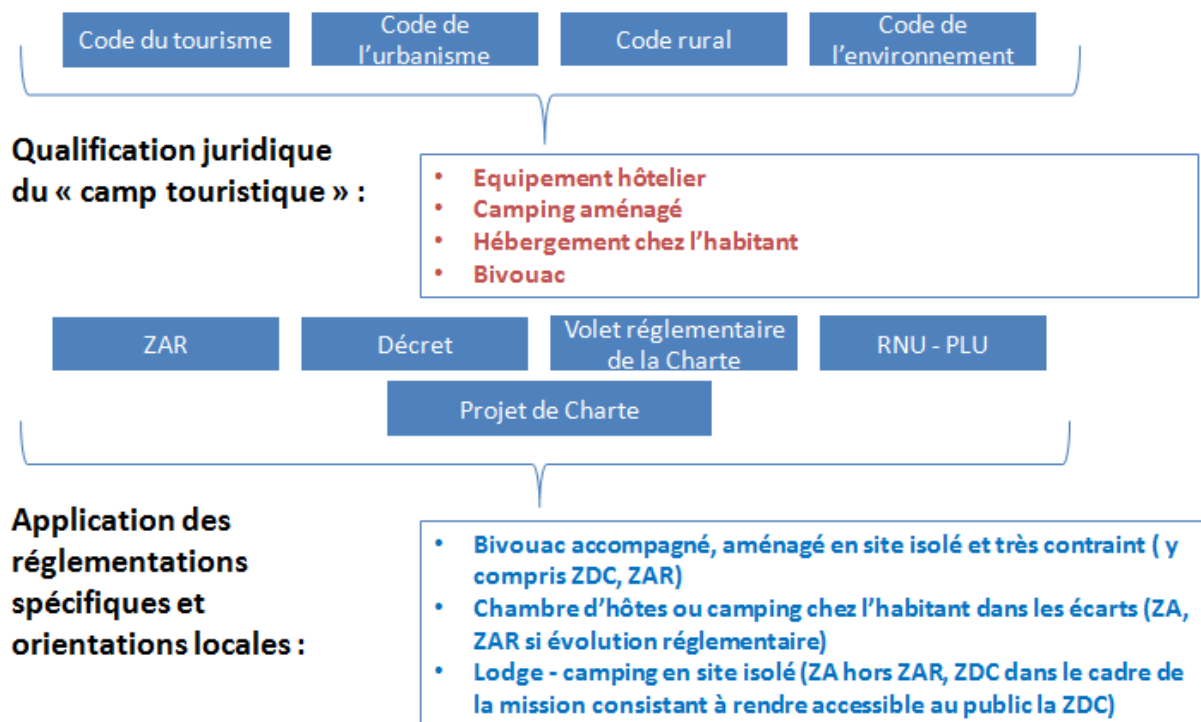 Code du tourisme
Code de
l’urbanisme
Code rural
Code de
l’environnement
Qualification juridique
du « camp touristique » :
• Equipement hôtelier
• Camping aménagé
• Hébergement chez l’habitant
• Bivouac
ZAR
Décret
Volet réglementaire
de la Charte
RNU - PLU
Projet de Charte
Application des
réglementations
spécifiques et
orientations locales :
• Bivouac accompagné, aménagé en site isolé et très contraint ( y
compris ZDC, ZAR)
• Chambre d’hôtes ou camping chez l’habitant dans les écarts (ZA,
ZAR si évolution réglementaire)
• Lodge - camping en site isolé (ZA hors ZAR, ZDC dans le cadre de
la mission consistant à rendre accessible au public la ZDC)